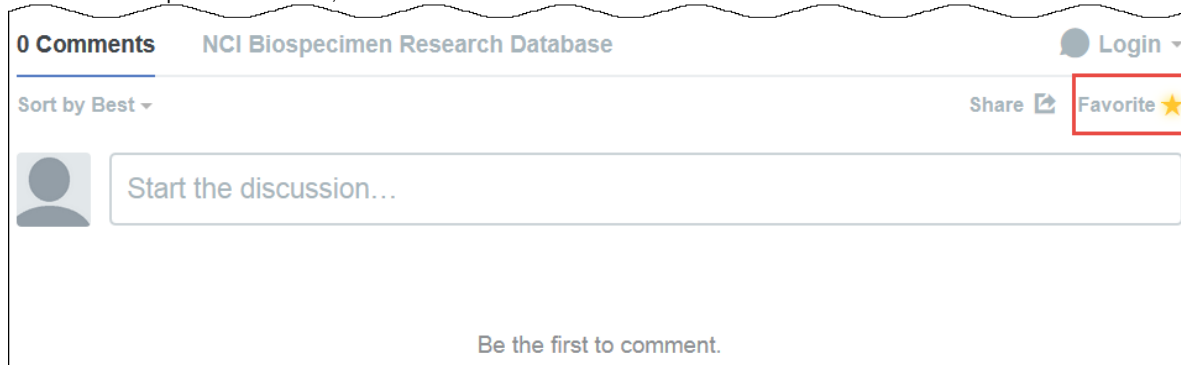 0 Comments NCI Biospecimen Research Database Login
Sort by Best Share Favorite
Start the discussion…
Be the first to comment.